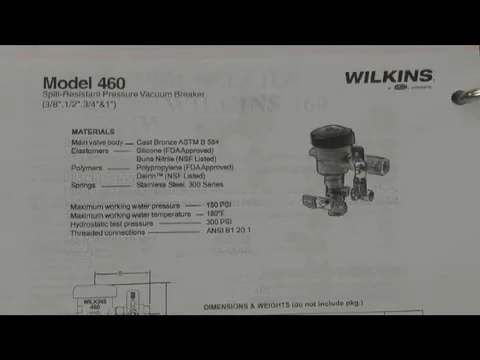 Model 460
Spill-Resistant Pressure Vacuum Breaker
(3/8",1/2",3/4"&1")
WILKINS
MATERIALS
Main valve body — Cast Bronze ASTM B 584
Elastomers — Silicone (FDA Approved)
Buna Nitrile (NSF Listed)
Polymers — Polypropylene (FDA Approved)
Delrin™ (NSF Listed)
Springs — Stainless Steel, 300 Series
Maximum working water pressure — 150 PSI
Maximum working water temperature — 180°F
Hydrostatic test pressure — 300 PSI
Threaded connections — ANSI B1.20.1
WILKINS
460
DIMENSIONS & WEIGHTS (do not include pkg.)